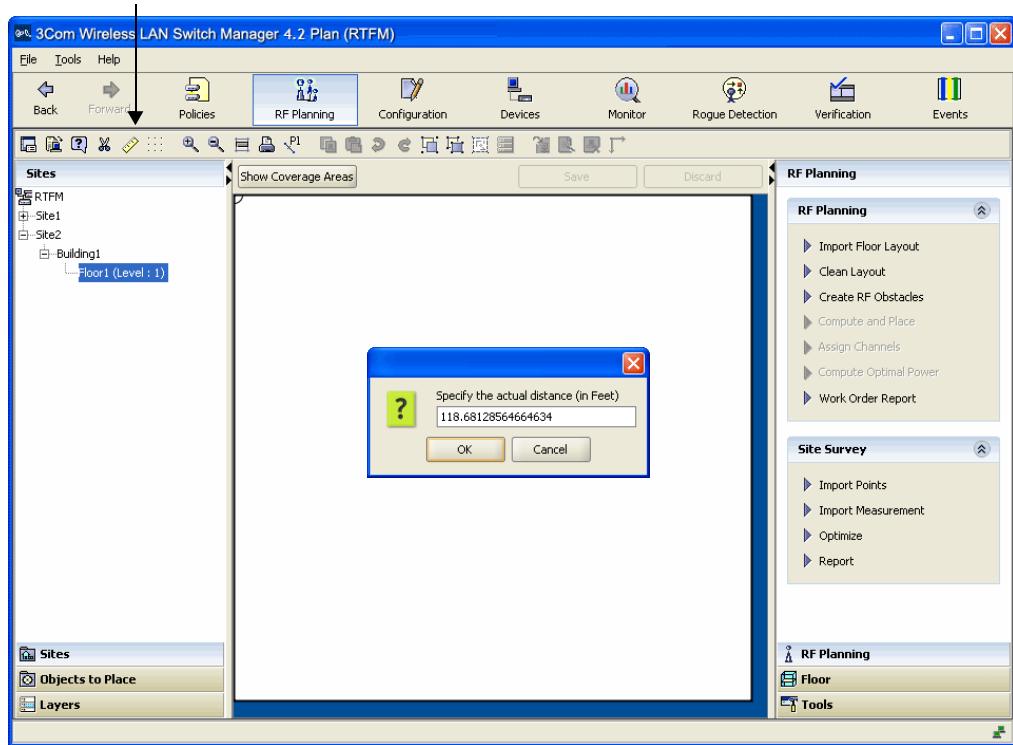 3Com Wireless LAN Switch Manager 4.2 Plan (RTFM)
File Tools Help
Back Forward Policies RF Planning Configuration Devices Monitor Rogue Detection Verification Events
Sites
RTFM
Site1
Site2
Building1
Floor1 (Level : 1)
Sites
Objects to Place
Layers
Show Coverage Areas Save Discard
Specify the actual distance (in Feet)
118.68128564664634
OK Cancel
RF Planning
RF Planning
Import Floor Layout
Clean Layout
Create RF Obstacles
Compute and Place
Assign Channels
Compute Optimal Power
Work Order Report
Site Survey
Import Points
Import Measurement
Optimize
Report
RF Planning
Floor
Tools